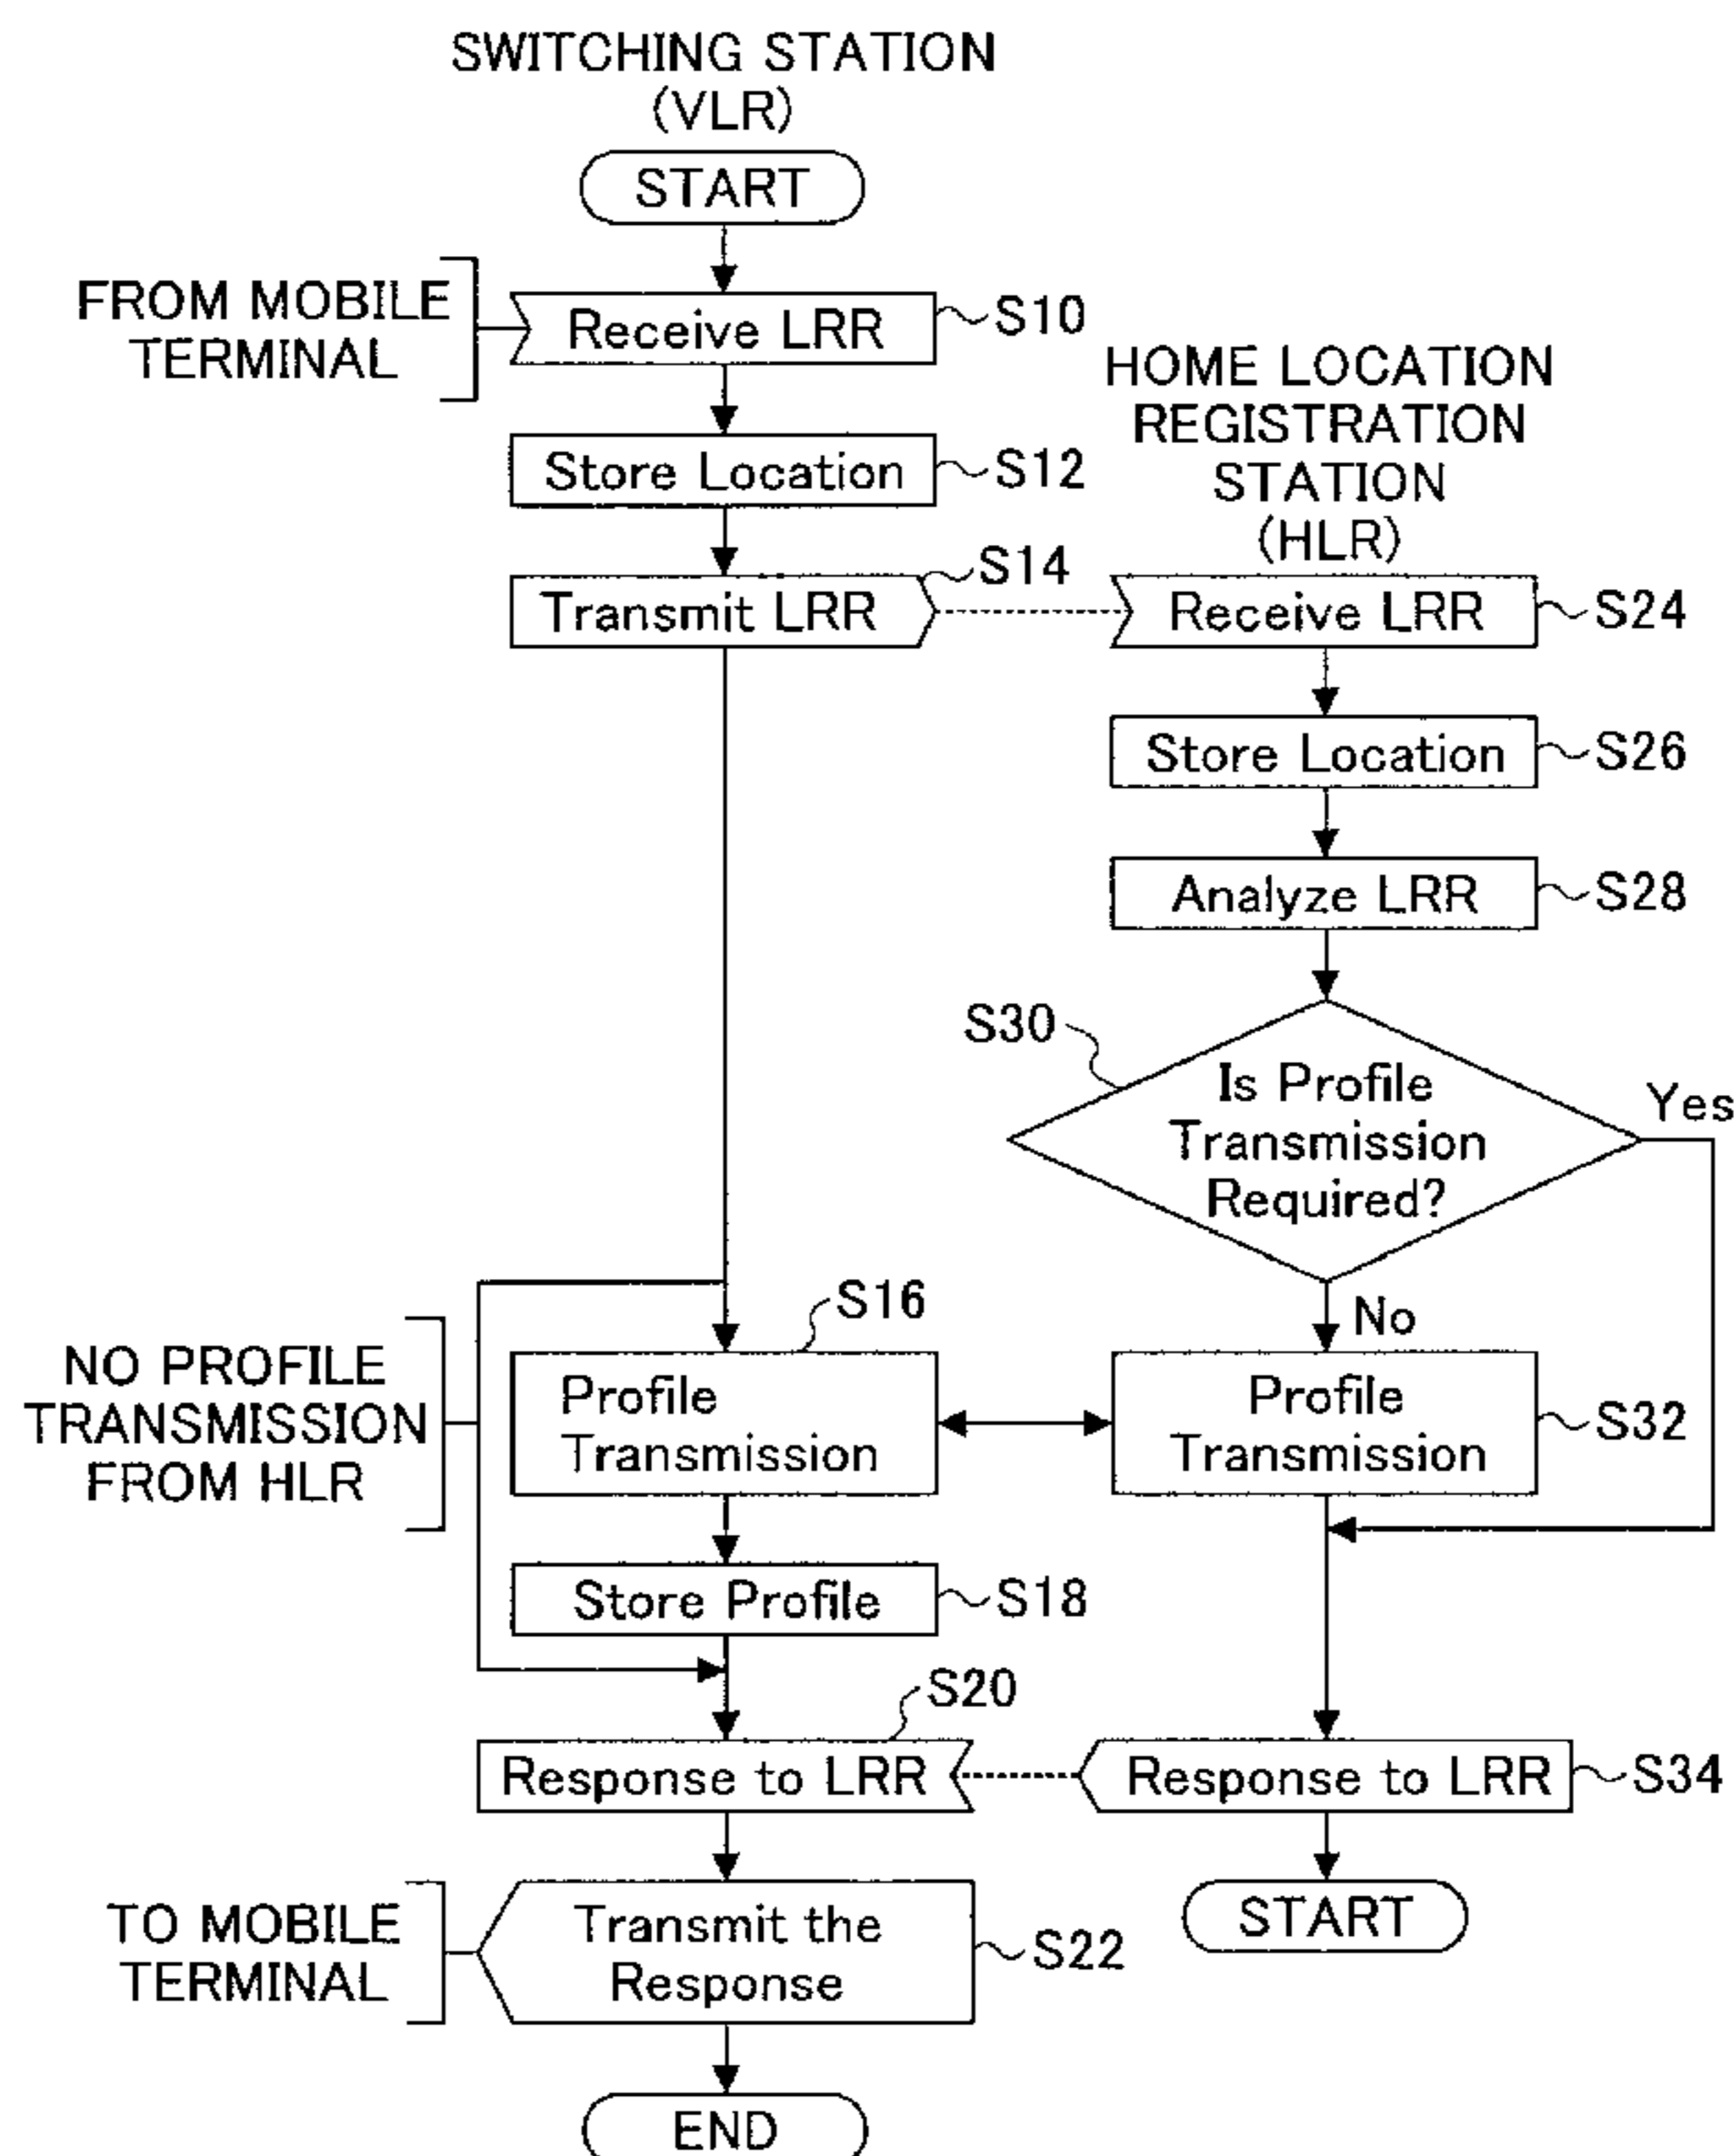 SWITCHING STATION
(VLR)
START
FROM MOBILE
TERMINAL
Receive LRR
S10
Store Location
S12
HOME LOCATION
REGISTRATION
STATION
(HLR)
Transmit LRR
S14
Receive LRR
S24
Store Location
S26
Analyze LRR
S28
S30
Is Profile
Transmission
Required?
Yes
No
NO PROFILE
TRANSMISSION
FROM HLR
S16
Profile
Transmission
Profile
Transmission
S32
Store Profile
S18
S20
Response to LRR
Response to LRR
S34
TO MOBILE
TERMINAL
Transmit the
Response
S22
START
END